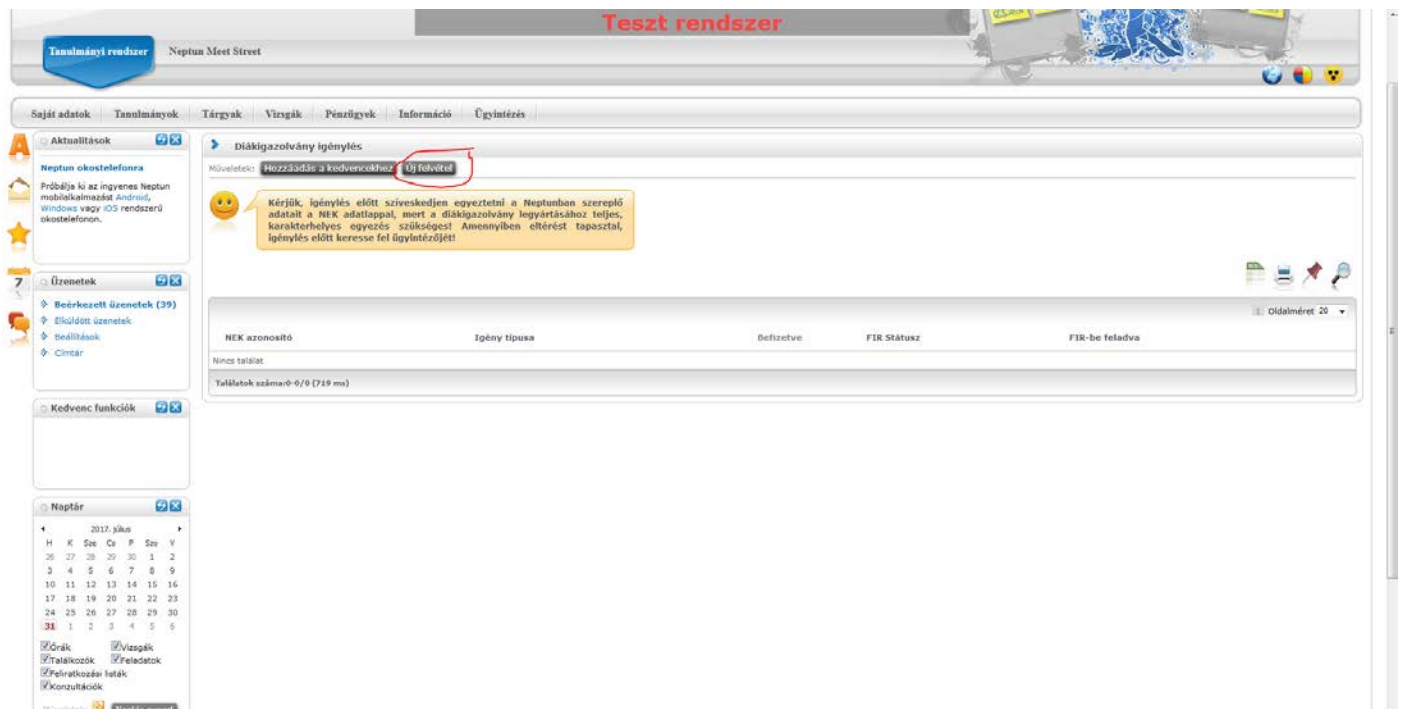 Teszt rendszer
Tanulmányi rendszer
Neptun Meet Street
Saját adatok Tanulmányok Tárgyak Vizsgák Pénzügyek Információ Ügyintézés
Aktualitások
Neptun okostelefonra
Próbálja ki az ingyenes Neptun
mobilalkalmazást Android,
Windows vagy iOS rendszerű
okostelefonon.
Üzenetek
Beérkezett üzenetek (39)
Elküldött üzenetek
Beállítások
Címtár
Kedvenc funkciók
Naptár
2017. július
H K Sze Cs P Szo V
26 27 28 29 30 1 2
3 4 5 6 7 8 9
10 11 12 13 14 15 16
17 18 19 20 21 22 23
24 25 26 27 28 29 30
31 1 2 3 4 5 6
Órák Vizsgák
Találkozók Feladatok
Feliratkozási listák
Konzultációk
Diákigazolvány igénylés
Műveletek: Hozzáadás a kedvencekhez Új felvétel
Kérjük, igénylés előtt szíveskedjen egyeztetni a Neptunban szereplő
adatait a NEK adatlappal, mert a diákigazolvány legyártásához teljes,
karakterhelyes egyezés szükséges! Amennyiben eltérést tapasztal,
igénylés előtt keresse fel ügyintézőjét!
Oldalméret 20
NEK azonosító Igény típusa Befizetve FIR Státusz FIR-be feladva
Nincs találat
Találatok száma:0-0/0 (719 ms)